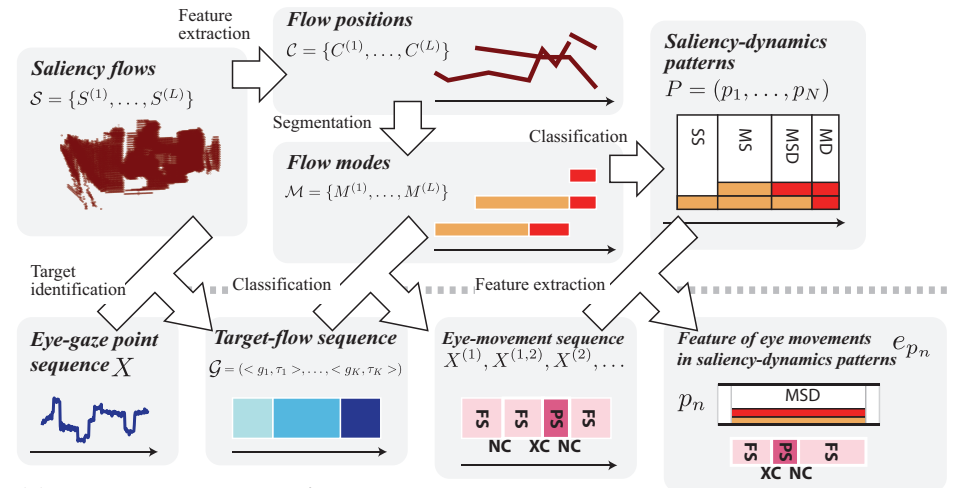 Feature
extraction
Flow positions
𝒞 = {C^{(1)}, . . . , C^{(L)}}
Saliency flows
𝒮 = {S^{(1)}, . . . , S^{(L)}}
Saliency-dynamics
patterns
P = (p_1, . . . , p_N)
SS
MS
MSD
MD
Segmentation
Classification
Flow modes
ℳ = {M^{(1)}, . . . , M^{(L)}}
Target
identification
Classification
Feature extraction
Eye-gaze point
sequence X
Target-flow sequence
𝒢 = (< g_1, τ_1 >, . . . , < g_K, τ_K >)
Eye-movement sequence
X^{(1)}, X^{(1,2)}, X^{(2)}, . . .
FS FS PS FS
NC XC NC
Feature of eye movements
in saliency-dynamics patterns e_{p_n}
p_n
MSD
FS PS FS
XC NC